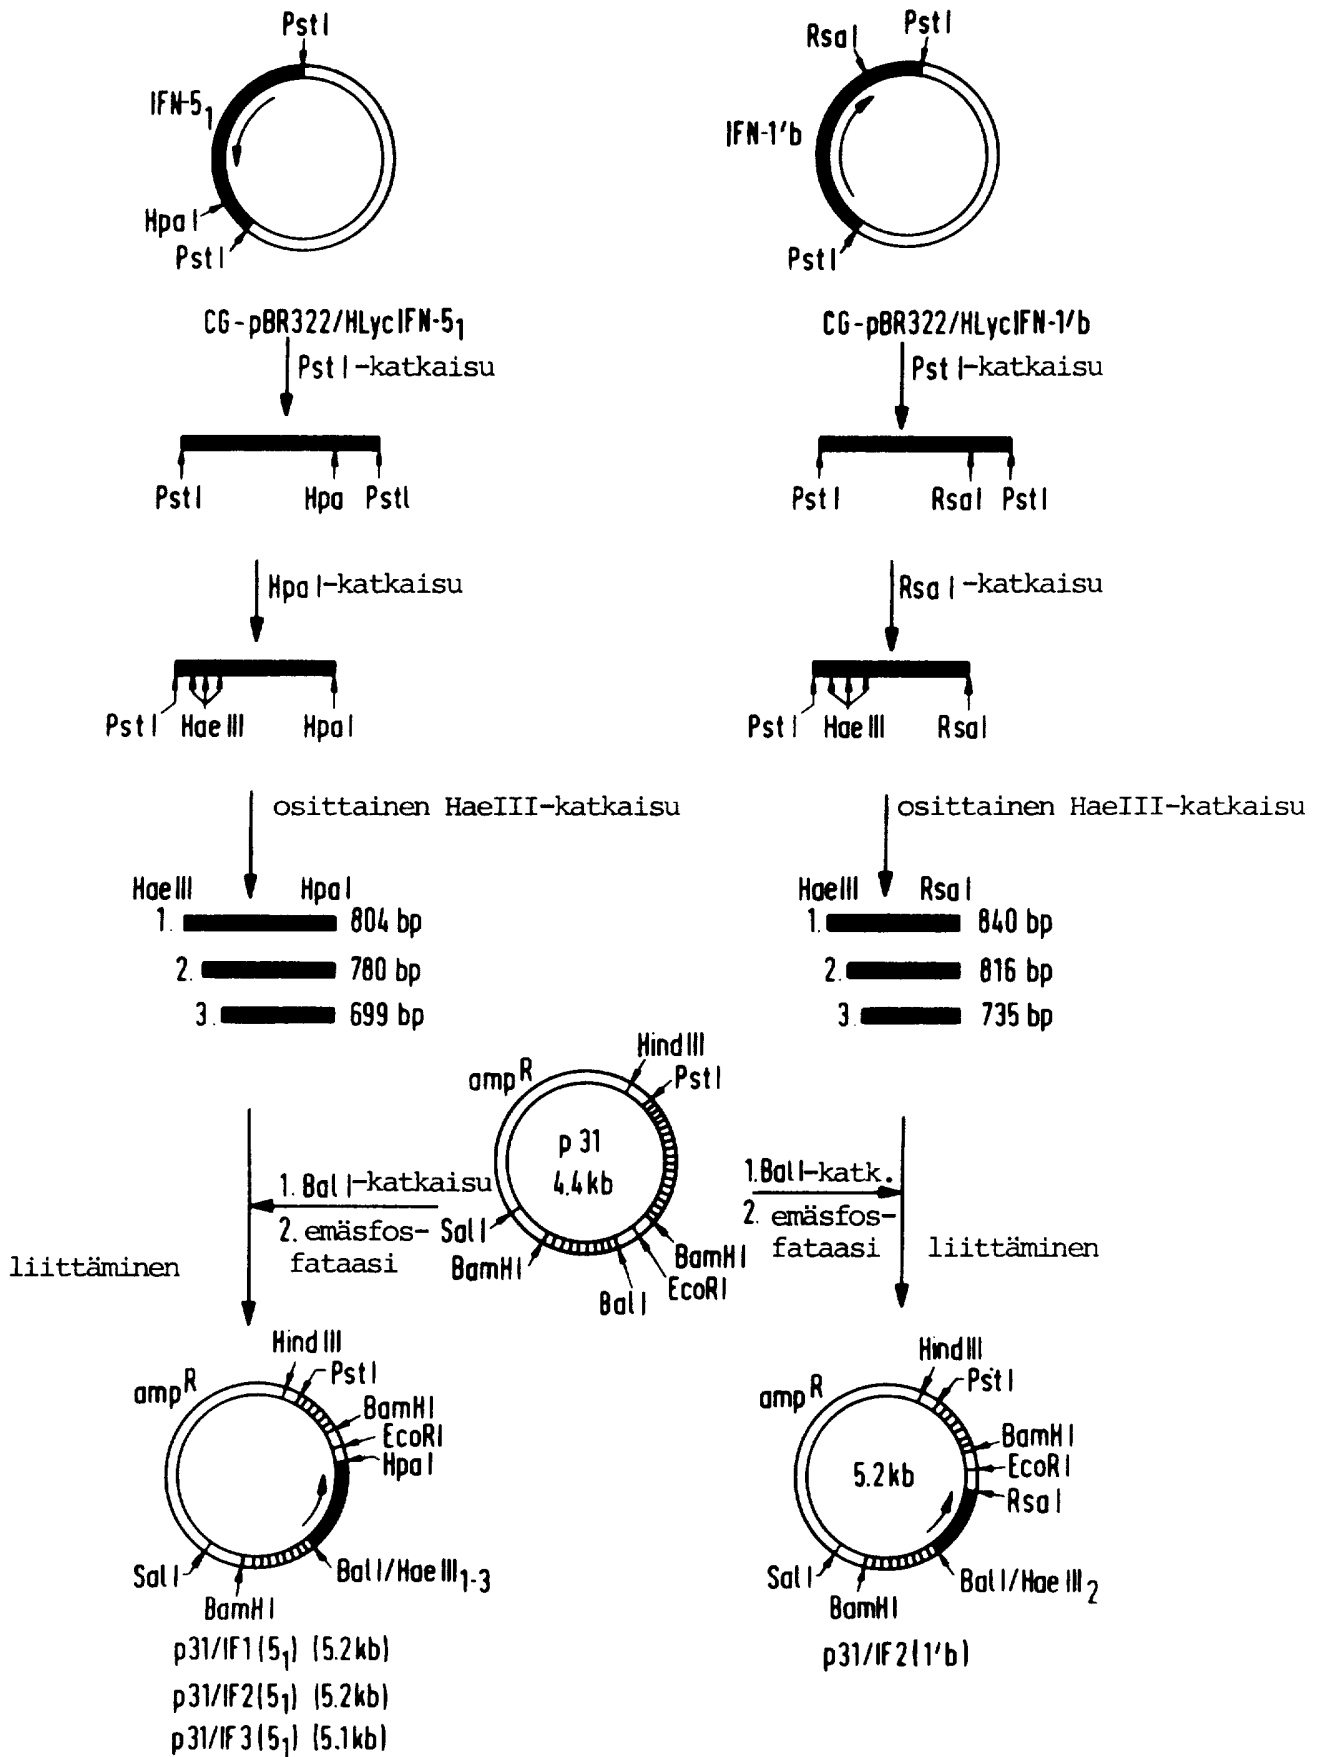 PstI
IFN-5₁
HpaI
PstI
CG-pBR322/HLycIFN-5₁
PstI-katkaisu
PstI Hpa PstI
HpaI-katkaisu
PstI HaeIII HpaI
osittainen HaeIII-katkaisu
HaeIII HpaI
1. 804 bp
2. 780 bp
3. 699 bp
RsaI PstI
IFN-1'b
PstI
CG-pBR322/HLycIFN-1'b
PstI-katkaisu
PstI RsaI PstI
RsaI-katkaisu
PstI HaeIII RsaI
osittainen HaeIII-katkaisu
HaeIII RsaI
1. 840 bp
2. 816 bp
3. 735 bp
HindIII
ampR PstI
p31
4.4kb
SalI
BamHI
BalI
EcoRI
BamHI
1. BalI-katkaisu
2. emäsfos-
fataasi
liittäminen
1. BalI-katk.
2. emäsfos-
fataasi
liittäminen
HindIII
ampR PstI
BamHI
EcoRI
HpaI
SalI BalI/HaeIII₁₋₃
BamHI
p31/IF1(5₁) (5.2kb)
p31/IF2(5₁) (5.2kb)
p31/IF3(5₁) (5.1kb)
HindIII
ampR PstI
BamHI
5.2kb EcoRI
RsaI
SalI BalI/HaeIII₂
BamHI
p31/IF2(1'b)